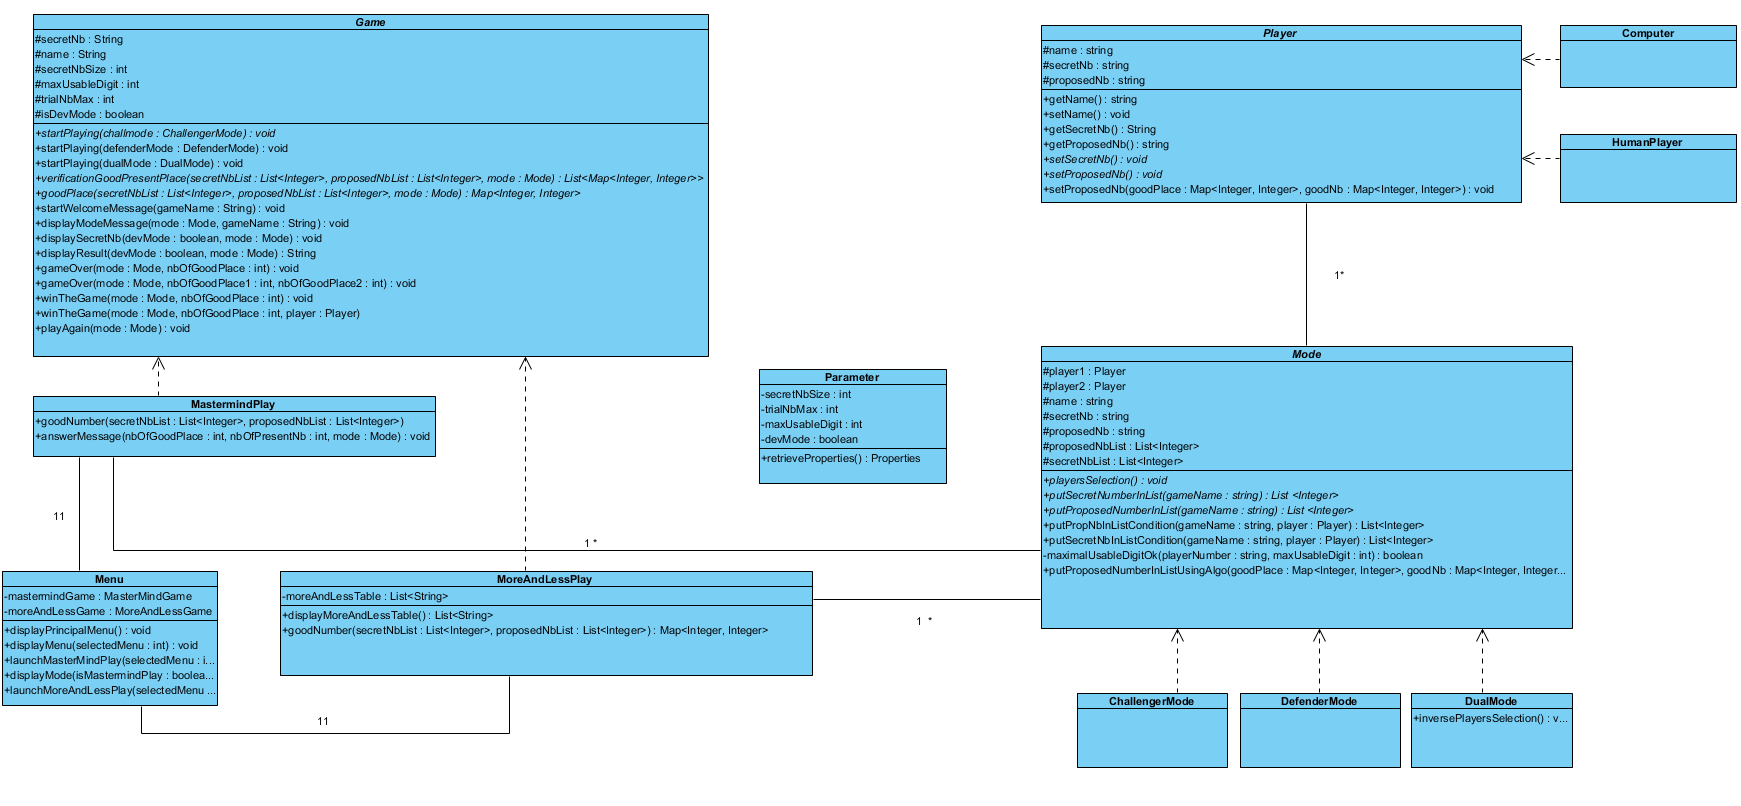 Game
#secretNb : String
#name : String
#secretNbSize : int
#maxUsableDigit : int
#trialNbMax : int
#isDevMode : boolean
+startPlaying(challmode : ChallengerMode) : void
+startPlaying(defenderMode : DefenderMode) : void
+startPlaying(dualMode : DualMode) : void
+verificationGoodPresentPlace(secretNbList : List<Integer>, proposedNbList : List<Integer>, mode : Mode) : List<Map<Integer, Integer>>
+goodPlace(secretNbList : List<Integer>, proposedNbList : List<Integer>, mode : Mode) : Map<Integer, Integer>
+startWelcomeMessage(gameName : String) : void
+displayModeMessage(mode : Mode, gameName : String) : void
+displaySecretNb(devMode : boolean, mode : Mode) : void
+displayResult(devMode : boolean, mode : Mode) : String
+gameOver(mode : Mode, nbOfGoodPlace : int) : void
+gameOver(mode : Mode, nbOfGoodPlace1 : int, nbOfGoodPlace2 : int) : void
+winTheGame(mode : Mode, nbOfGoodPlace : int) : void
+winTheGame(mode : Mode, nbOfGoodPlace : int, player : Player)
+playAgain(mode : Mode) : void
Player
#name : string
#secretNb : string
#proposedNb : string
+getName() : string
+setName() : void
+getSecretNb() : String
+getProposedNb() : string
+setSecretNb() : void
+setProposedNb() : void
+setProposedNb(goodPlace : Map<Integer, Integer>, goodNb : Map<Integer, Integer>) : void
Computer
HumanPlayer
1*
MastermindPlay
+goodNumber(secretNbList : List<Integer>, proposedNbList : List<Integer>)
+answerMessage(nbOfGoodPlace : int, nbOfPresentNb : int, mode : Mode) : void
Parameter
-secretNbSize : int
-trialNbMax : int
-maxUsableDigit : int
-devMode : boolean
+retrieveProperties() : Properties
Mode
#player1 : Player
#player2 : Player
#name : string
#secretNb : string
#proposedNb : string
#proposedNbList : List<Integer>
#secretNbList : List<Integer>
+playersSelection() : void
+putSecretNumberInList(gameName : string) : List <Integer>
+putProposedNumberInList(gameName : string) : List <Integer>
+putPropNbInListCondition(gameName : string, player : Player) : List<Integer>
+putSecretNbInListCondition(gameName : string, player : Player) : List<Integer>
-maximalUsableDigitOk(playerNumber : string, maxUsableDigit : int) : boolean
+putProposedNumberInListUsingAlgo(goodPlace : Map<Integer, Integer>, goodNb : Map<Integer, Integer...
11
1 *
Menu
-mastermindGame : MasterMindGame
-moreAndLessGame : MoreAndLessGame
+displayPrincipalMenu() : void
+displayMenu(selectedMenu : int) : void
+launchMasterMindPlay(selectedMenu : i...
+displayMode(isMastermindPlay : boolea...
+launchMoreAndLessPlay(selectedMenu ...
MoreAndLessPlay
-moreAndLessTable : List<String>
+displayMoreAndLessTable() : List<String>
+goodNumber(secretNbList : List<Integer>, proposedNbList : List<Integer>) : Map<Integer, Integer>
1 *
11
ChallengerMode
DefenderMode
DualMode
+inversePlayersSelection() : v...